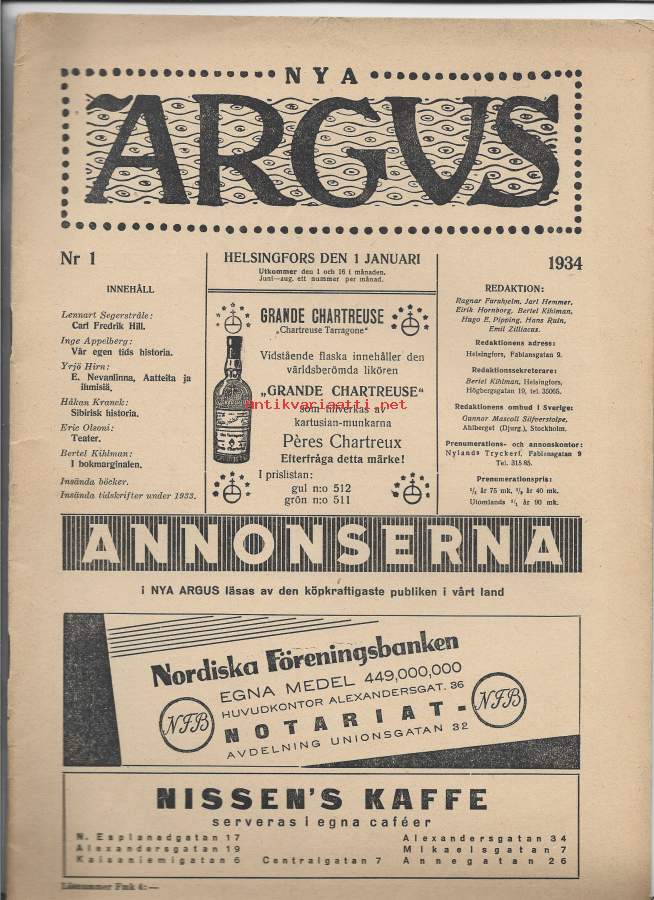 NYA
ARGUS
Nr 1
HELSINGFORS DEN 1 JANUARI
Utkommer den 1 och 16 i månaden.
Juni—aug. ett nummer per månad.
1934
INNEHÅLL
Lennart Segerstråle:
Carl Fredrik Hill.
Inge Appelberg:
Vår egen tids historia.
Yrjö Hirn:
E. Nevanlinna, Aatteita ja
ihmisiä.
Håkan Kranck:
Sibirisk historia.
Eric Olsoni:
Teater.
Bertel Kihlman:
I bokmarginalen.
Insända böcker.
Insända tidskrifter under 1933.
GRANDE CHARTREUSE
„Chartreuse Tarragone"
Vidstående flaska innehåller den
världsberömda likören
„GRANDE CHARTREUSE"
som tillverkas av
kartusian-munkarna
Pères Chartreux
Efterfråga detta märke!
I prislistan:
gul n:o 512
grön n:o 511
antikvariaatti.net
REDAKTION:
Ragnar Furuhjelm, Jarl Hemmer,
Eirik Hornborg, Bertel Kihlman,
Hugo E. Pipping, Hans Ruin,
Emil Zilliacus.
Redaktionens adress:
Helsingfors, Fabiansgatan 9.
Redaktionssekreterare:
Bertel Kihlman, Helsingfors,
Högbergsgatan 19, tel. 35065.
Redaktionens ombud i Sverige:
Gunnar Mascoll Silfverstolpe,
Ahlberget (Djurg.), Stockholm.
Prenumerations- och annonskontor:
Nylands Tryckeri, Fabiansgatan 9
Tel. 315 85.
Prenumerationspris:
¹/₁ år 75 mk, ¹/₂ år 40 mk.
Utomlands ¹/₁ år 90 mk.
ANNONSERNA
i NYA ARGUS läsas av den köpkraftigaste publiken i vårt land
Nordiska Föreningsbanken
EGNA MEDEL 449,000,000
HUVUDKONTOR ALEXANDERSGAT. 36
NOTARIAT-
AVDELNING UNIONSGATAN 32
NFB
NFB
NISSEN'S KAFFE
serveras i egna caféer
N. Esplanadgatan 17
Alexandersgatan 34
Alexandersgatan 19
Mikaelsgatan 7
Kaisaniemigatan 6
Centralgatan 7
Annegatan 26
Lösnummer Fmk 4:—